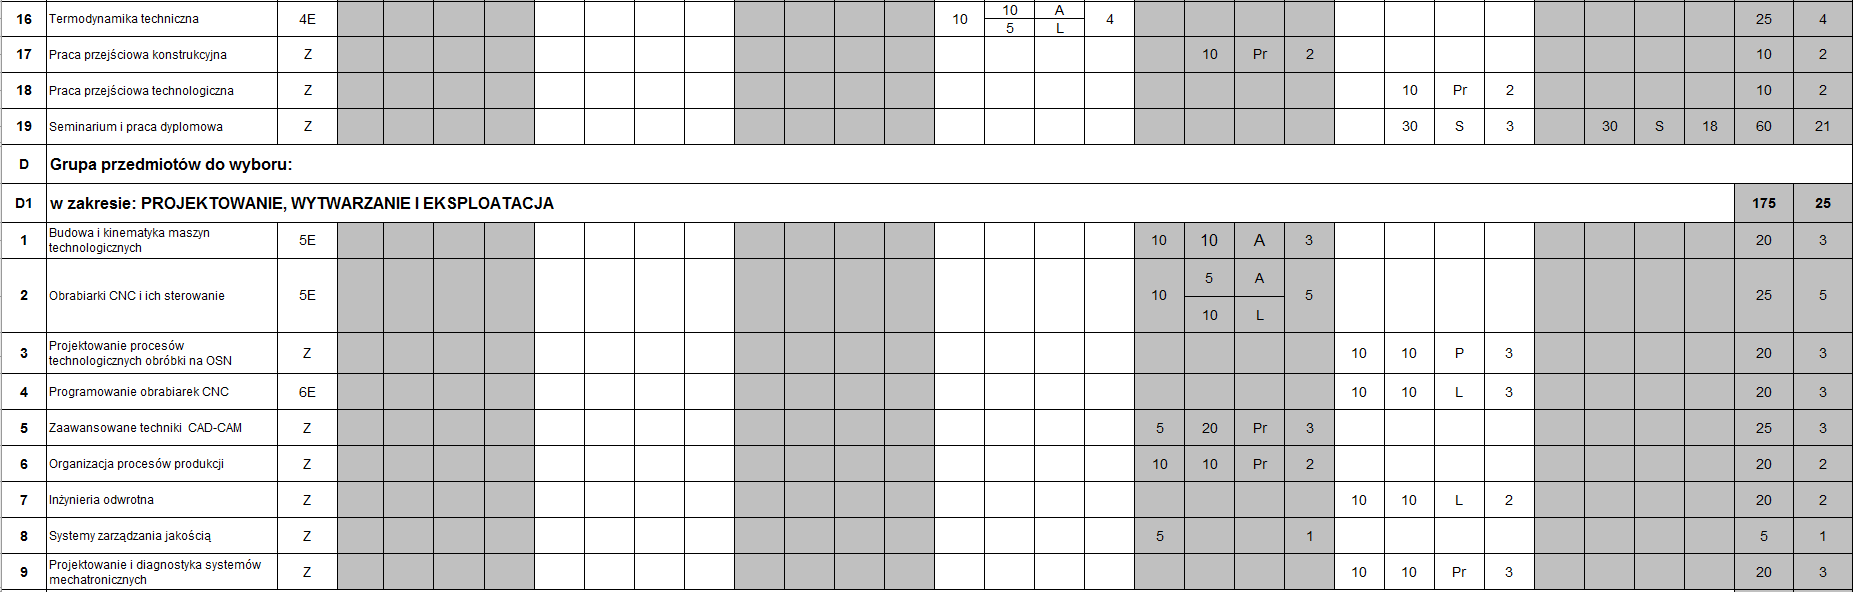 16 Termodynamika techniczna 4E 10 10 A 4 25 4
5 L
17 Praca przejściowa konstrukcyjna Z 10 Pr 2 10 2
18 Praca przejściowa technologiczna Z 10 Pr 2 10 2
19 Seminarium i praca dyplomowa Z 30 S 3 30 S 18 60 21
D Grupa przedmiotów do wyboru:
D1 w zakresie: PROJEKTOWANIE, WYTWARZANIE I EKSPLOATACJA 175 25
1 Budowa i kinematyka maszyn
technologicznych 5E 10 10 A 3 20 3
2 Obrabiarki CNC i ich sterowanie 5E 10 5 A 5 25 5
10 L
3 Projektowanie procesów
technologicznych obróbki na OSN Z 10 10 P 3 20 3
4 Programowanie obrabiarek CNC 6E 10 10 L 3 20 3
5 Zaawansowane techniki CAD-CAM Z 5 20 Pr 3 25 3
6 Organizacja procesów produkcji Z 10 10 Pr 2 20 2
7 Inżynieria odwrotna Z 10 10 L 2 20 2
8 Systemy zarządzania jakością Z 5 1 5 1
9 Projektowanie i diagnostyka systemów
mechatronicznych Z 10 10 Pr 3 20 3